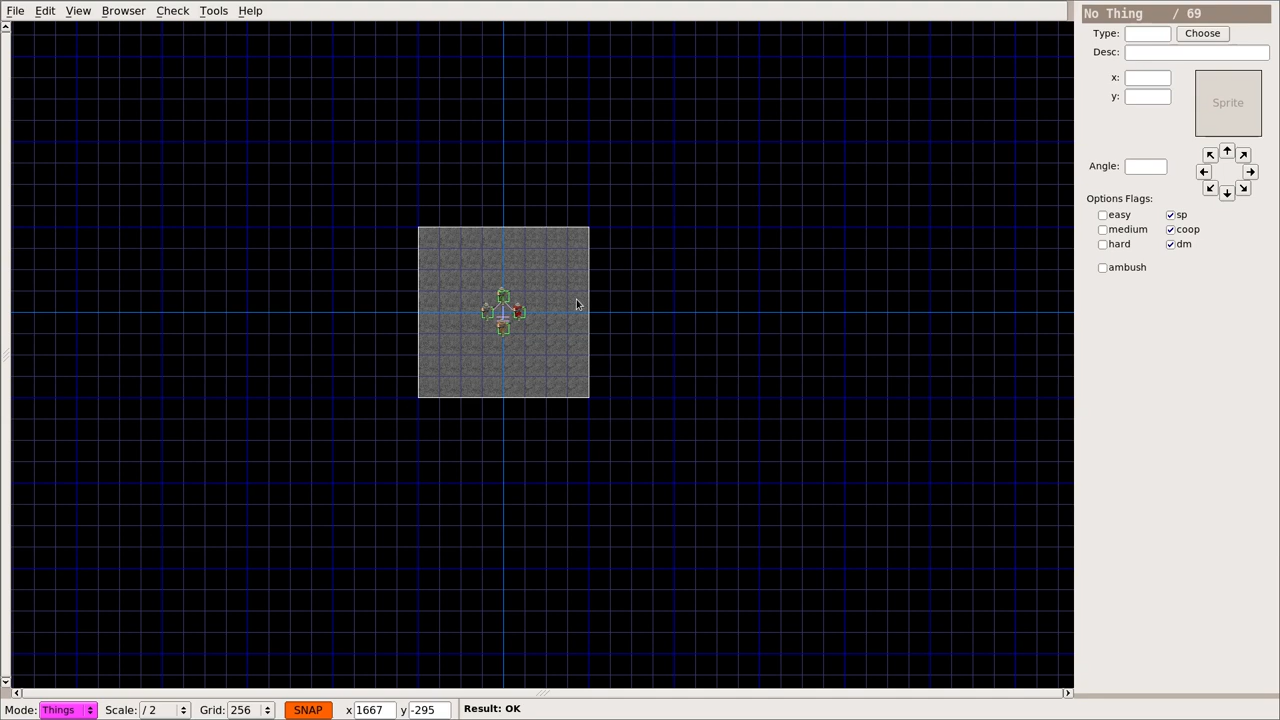 File Edit View Browser Check Tools Help
No Thing / 69
Type: Choose
Desc:
x:
y:
Sprite
Angle:
Options Flags:
easy sp
medium coop
hard dm
ambush
Mode: Things Scale: / 2 Grid: 256 SNAP x 1667 y -295 Result: OK